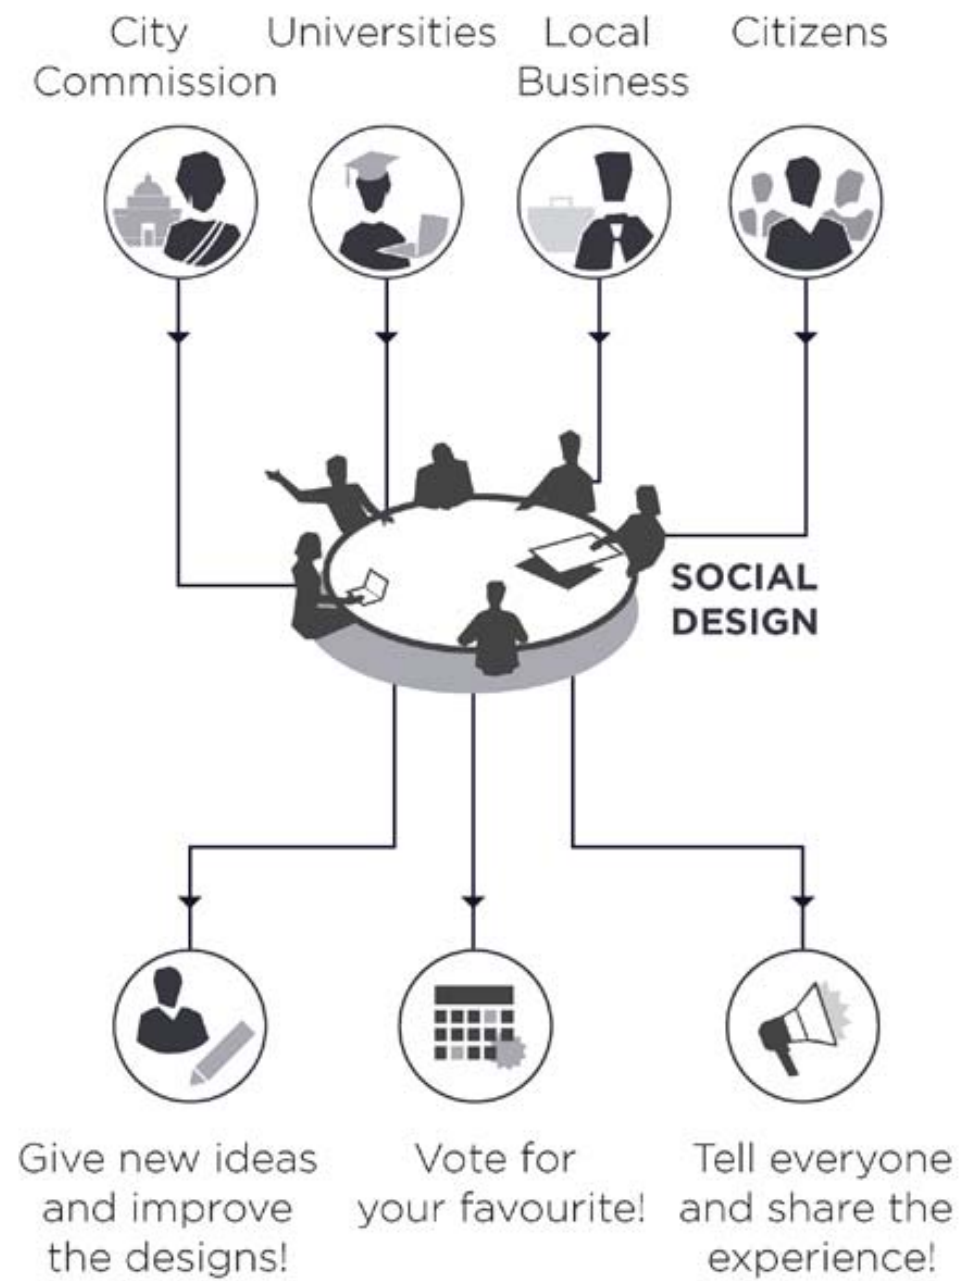 City
Commission
Universities
Local
Business
Citizens
SOCIAL
DESIGN
Give new ideas
and improve
the designs!
Vote for
your favourite!
Tell everyone
and share the
experience!